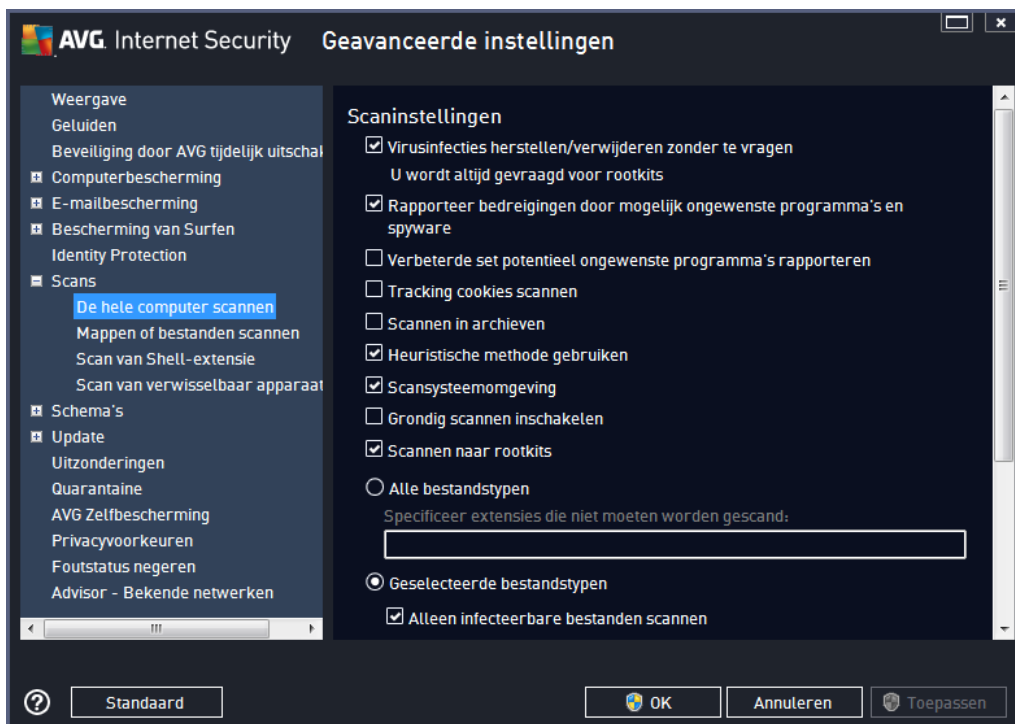 AVG. Internet Security
Geavanceerde instellingen
Weergave
Geluiden
Beveiliging door AVG tijdelijk uitschal
Computerbescherming
E-mailbescherming
Bescherming van Surfen
Identity Protection
Scans
De hele computer scannen
Mappen of bestanden scannen
Scan van Shell-extensie
Scan van verwisselbaar apparaat
Schema's
Update
Uitzonderingen
Quarantaine
AVG Zelfbescherming
Privacyvoorkeuren
Foutstatus negeren
Advisor - Bekende netwerken
Scaninstellingen
Virusinfecties herstellen/verwijderen zonder te vragen
U wordt altijd gevraagd voor rootkits
Rapporteer bedreigingen door mogelijk ongewenste programma's en
spyware
Verbeterde set potentieel ongewenste programma's rapporteren
Tracking cookies scannen
Scannen in archieven
Heuristische methode gebruiken
Scansysteemomgeving
Grondig scannen inschakelen
Scannen naar rootkits
Alle bestandstypen
Specificeer extensies die niet moeten worden gescand:
Geselecteerde bestandstypen
Alleen infecteerbare bestanden scannen
?
Standaard
OK
Annuleren
Toepassen